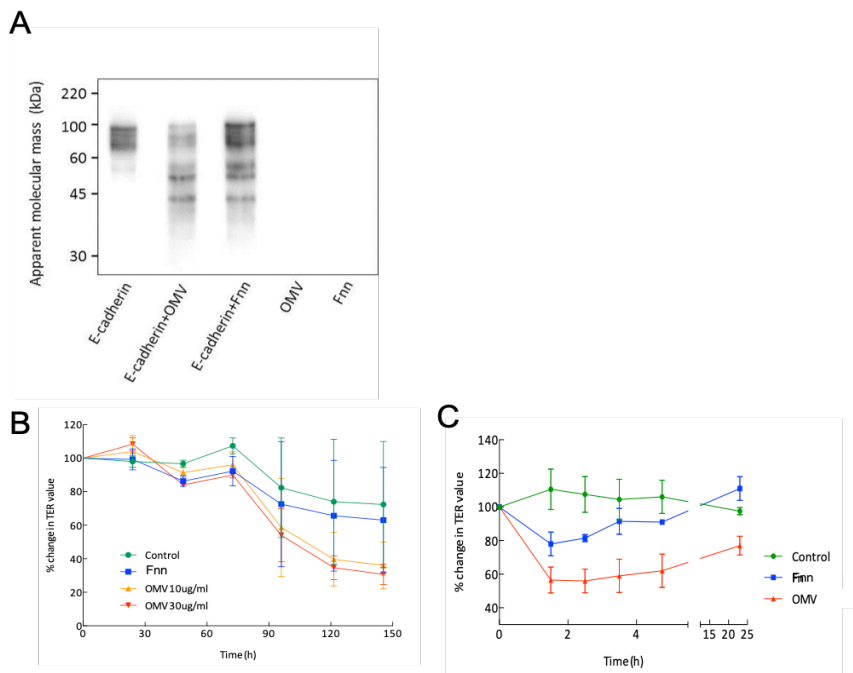 A
Apparent molecular mass (kDa)
220
100
60
45
30
E-cadherin
E-cadherin+OMV
E-cadherin+Fnn
OMV
Fnn
B
% change in TER value
120
100
80
60
40
20
0
Control
Fnn
OMV 10ug/ml
OMV 30ug/ml
0 30 60 90 120 150
Time (h)
C
% change in TER value
140
120
100
80
60
40
Control
Fnn
OMV
0 2 4 15 20 25
Time (h)